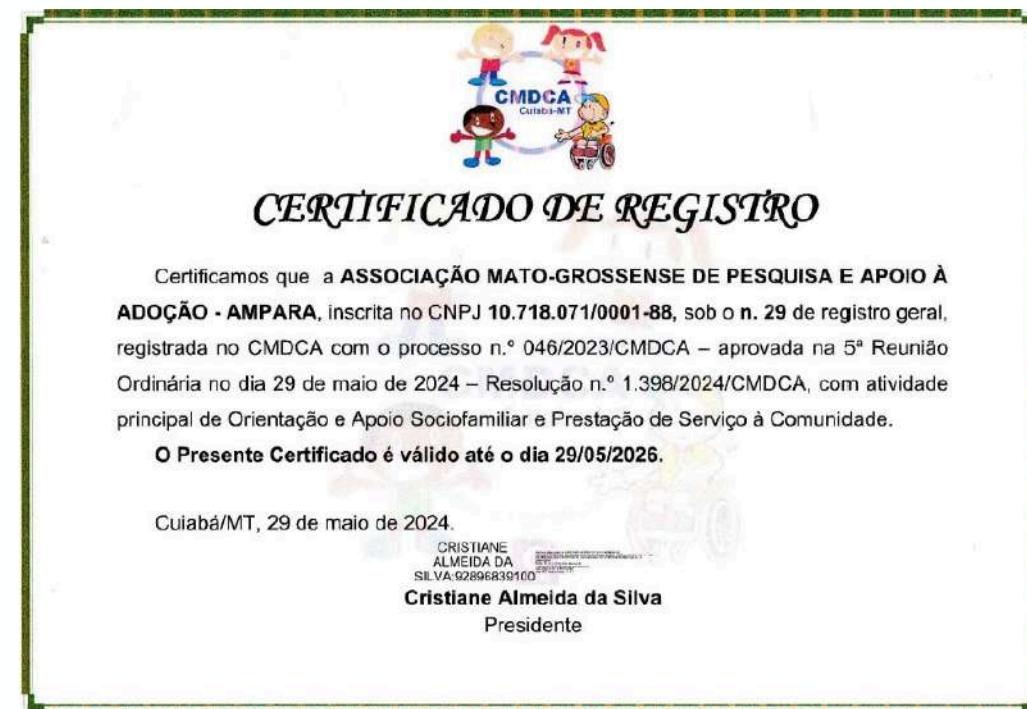 CMDCA
Cuiabá-MT
CERTIFICADO DE REGISTRO
Certificamos que a ASSOCIAÇÃO MATO-GROSSENSE DE PESQUISA E APOIO À
ADOÇÃO - AMPARA, inscrita no CNPJ 10.718.071/0001-88, sob o n. 29 de registro geral,
registrada no CMDCA com o processo n.º 046/2023/CMDCA – aprovada na 5ª Reunião
Ordinária no dia 29 de maio de 2024 – Resolução n.º 1.398/2024/CMDCA, com atividade
principal de Orientação e Apoio Sociofamiliar e Prestação de Serviço à Comunidade.
O Presente Certificado é válido até o dia 29/05/2026.
Cuiabá/MT, 29 de maio de 2024.
CRISTIANE
ALMEIDA DA
SILVA:92896839100
Cristiane Almeida da Silva
Presidente